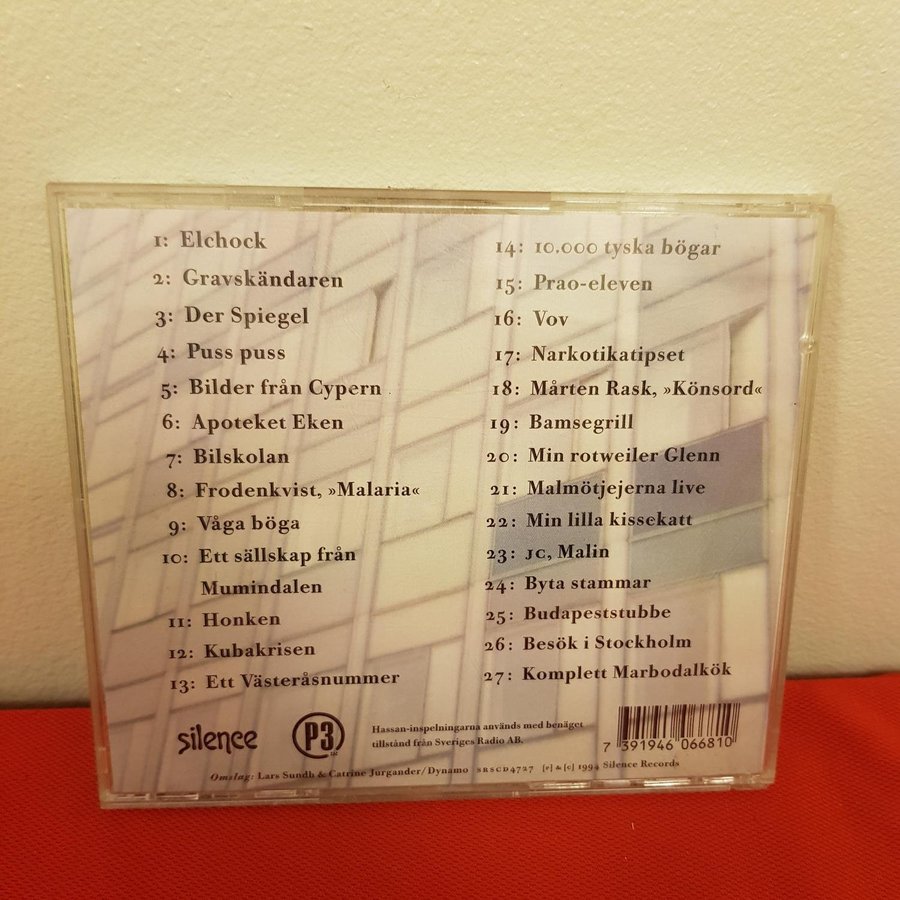 1: Elchock
2: Gravskändaren
3: Der Spiegel
4: Puss puss
5: Bilder från Cypern
6: Apoteket Eken
7: Bilskolan
8: Frodenkvist, »Malaria«
9: Våga böga
10: Ett sällskap från
Mumindalen
11: Honken
12: Kubakrisen
13: Ett Västeråsnummer
14: 10.000 tyska bögar
15: Prao-eleven
16: Vov
17: Narkotikatipset
18: Mårten Rask, »Könsord«
19: Bamsegrill
20: Min rotweiler Glenn
21: Malmötjejerna live
22: Min lilla kissekatt
23: JC, Malin
24: Byta stammar
25: Budapeststubbe
26: Besök i Stockholm
27: Komplett Marbodalkök
silence
P3
Hassan-inspelningarna används med benäget
tillstånd från Sveriges Radio AB.
7 391946 066810
Omslag: Lars Sundh & Catrine Jurgander/Dynamo SRSCD4727 [p] & [c] 1994 Silence Records